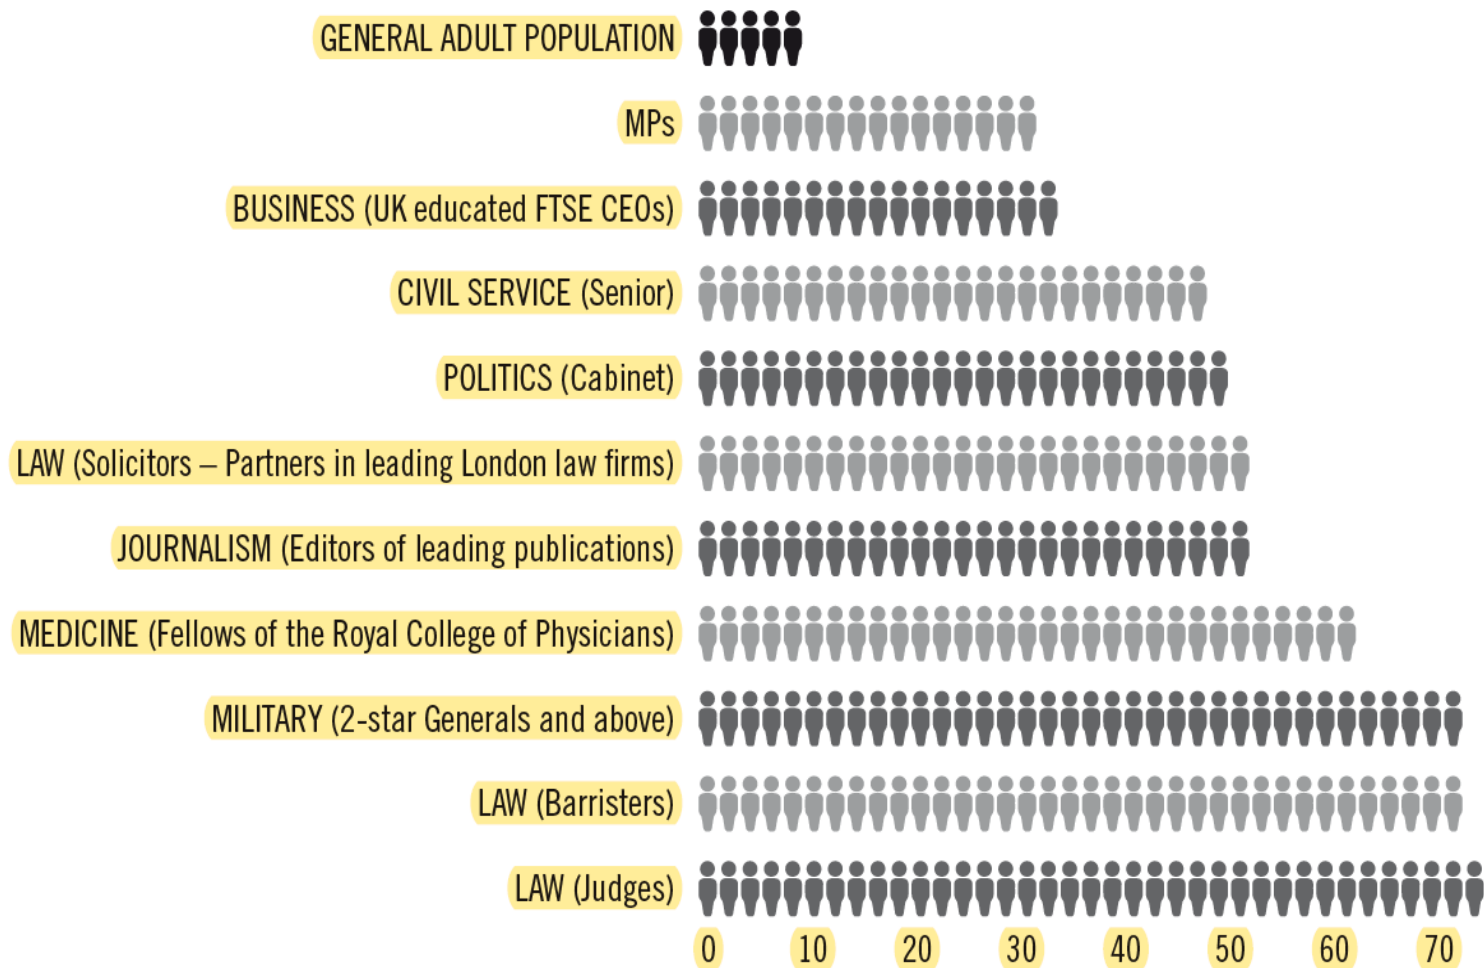 GENERAL ADULT POPULATION
MPs
BUSINESS (UK educated FTSE CEOs)
CIVIL SERVICE (Senior)
POLITICS (Cabinet)
LAW (Solicitors – Partners in leading London law firms)
JOURNALISM (Editors of leading publications)
MEDICINE (Fellows of the Royal College of Physicians)
MILITARY (2-star Generals and above)
LAW (Barristers)
LAW (Judges)
0 10 20 30 40 50 60 70